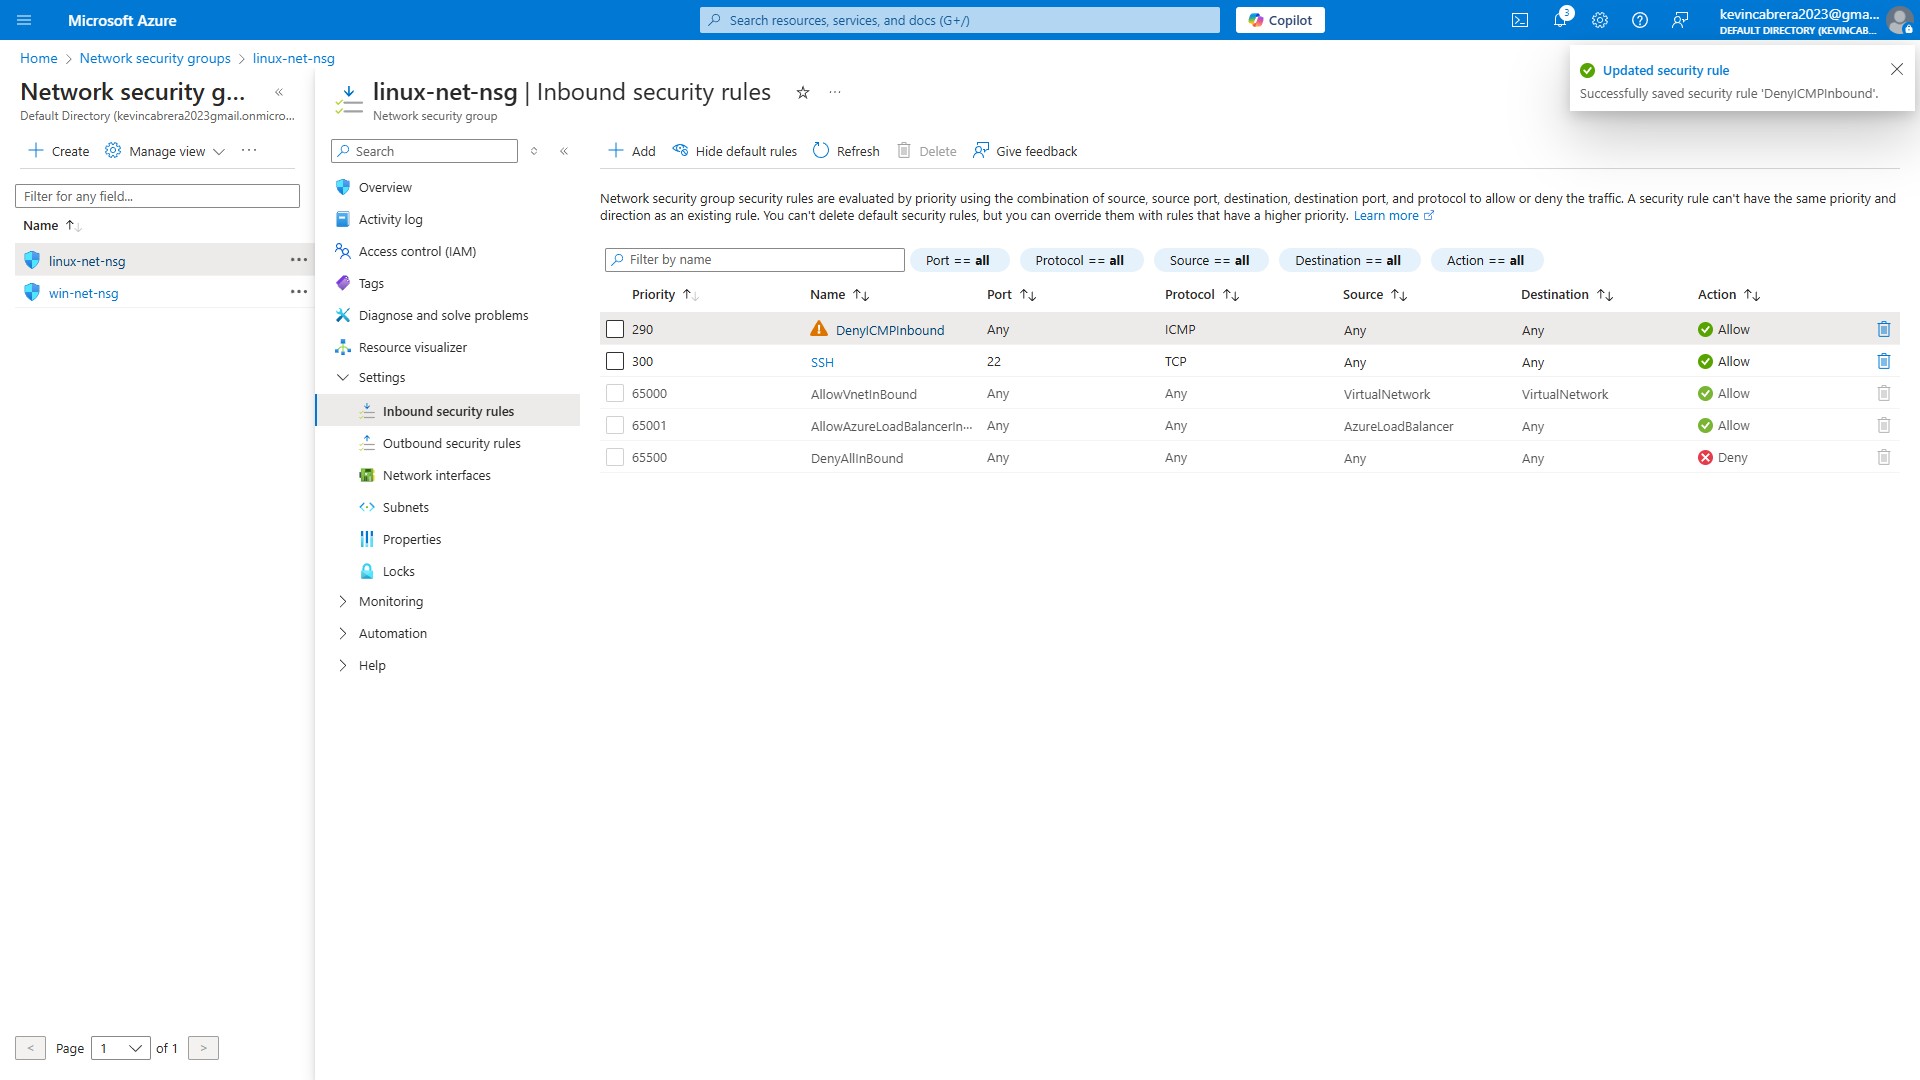 Microsoft Azure
Search resources, services, and docs (G+/)
Copilot
3
kevincabrera2023@gma...
DEFAULT DIRECTORY (KEVINCAB...
Home > Network security groups > linux-net-nsg
Updated security rule
Successfully saved security rule 'DenyICMPInbound'.
Network security g...
Default Directory (kevincabrera2023gmail.onmicro...
Create
Manage view
Filter for any field...
Name
linux-net-nsg
win-net-nsg
< Page 1 of 1 >
linux-net-nsg | Inbound security rules
Network security group
Search
Overview
Activity log
Access control (IAM)
Tags
Diagnose and solve problems
Resource visualizer
Settings
Inbound security rules
Outbound security rules
Network interfaces
Subnets
Properties
Locks
Monitoring
Automation
Help
Add Hide default rules Refresh Delete Give feedback
Network security group security rules are evaluated by priority using the combination of source, source port, destination, destination port, and protocol to allow or deny the traffic. A security rule can't have the same priority and
direction as an existing rule. You can't delete default security rules, but you can override them with rules that have a higher priority. Learn more
Filter by name Port == all Protocol == all Source == all Destination == all Action == all
Priority Name Port Protocol Source Destination Action
290 DenyICMPInbound Any ICMP Any Any Allow
300 SSH 22 TCP Any Any Allow
65000 AllowVnetInBound Any Any VirtualNetwork VirtualNetwork Allow
65001 AllowAzureLoadBalancerIn··· Any Any AzureLoadBalancer Any Allow
65500 DenyAllInBound Any Any Any Any Deny